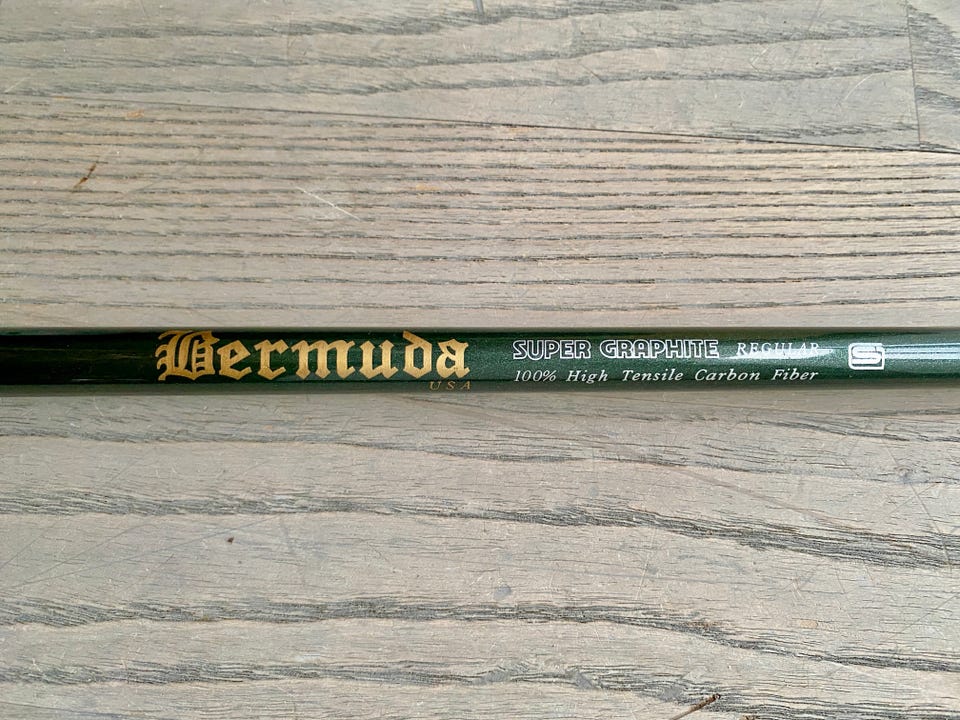 Bermuda
USA
SUPER GRAPHITE REGULAR
100% High Tensile Carbon Fiber
S